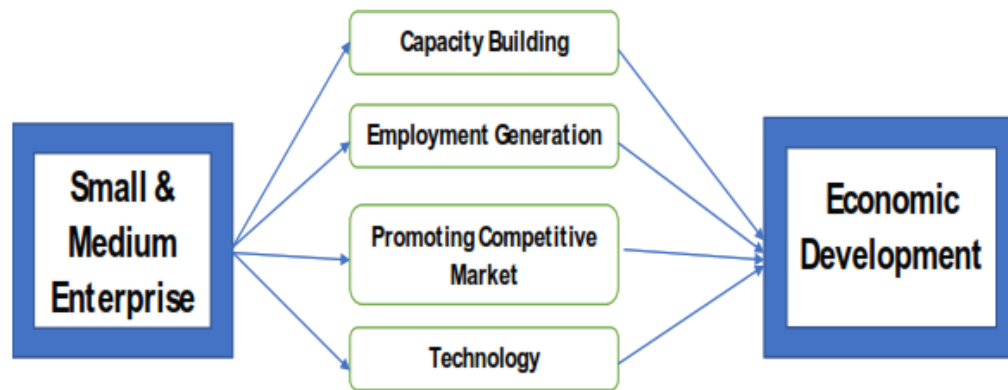 Small &
Medium
Enterprise
Capacity Building
Employment Generation
Promoting Competitive
Market
Technology
Economic
Development